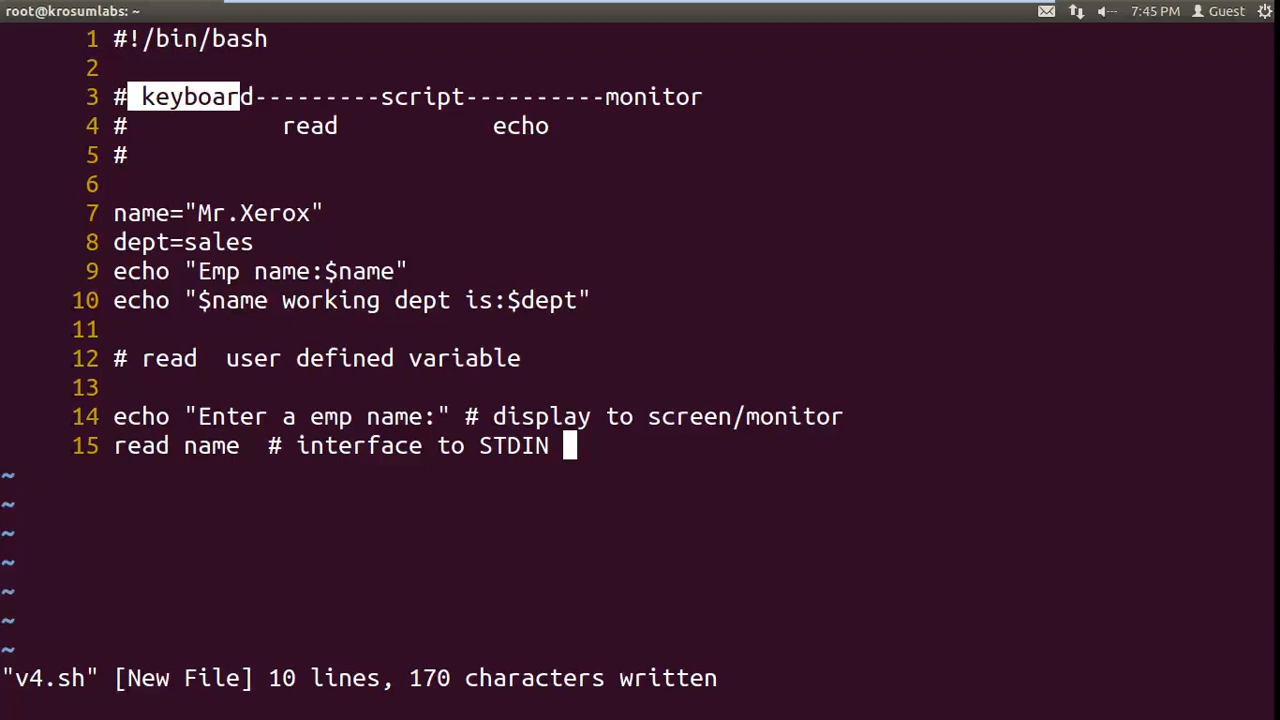 root@krosumlabs: ~ 7:45 PM Guest
1 #!/bin/bash
2
3 # keyboard---------script----------monitor
4 #           read           echo
5 #
6
7 name="Mr.Xerox"
8 dept=sales
9 echo "Emp name:$name"
10 echo "$name working dept is:$dept"
11
12 # read  user defined variable
13
14 echo "Enter a emp name:" # display to screen/monitor
15 read name  # interface to STDIN
~
~
~
~
~
~
~
"v4.sh" [New File] 10 lines, 170 characters written